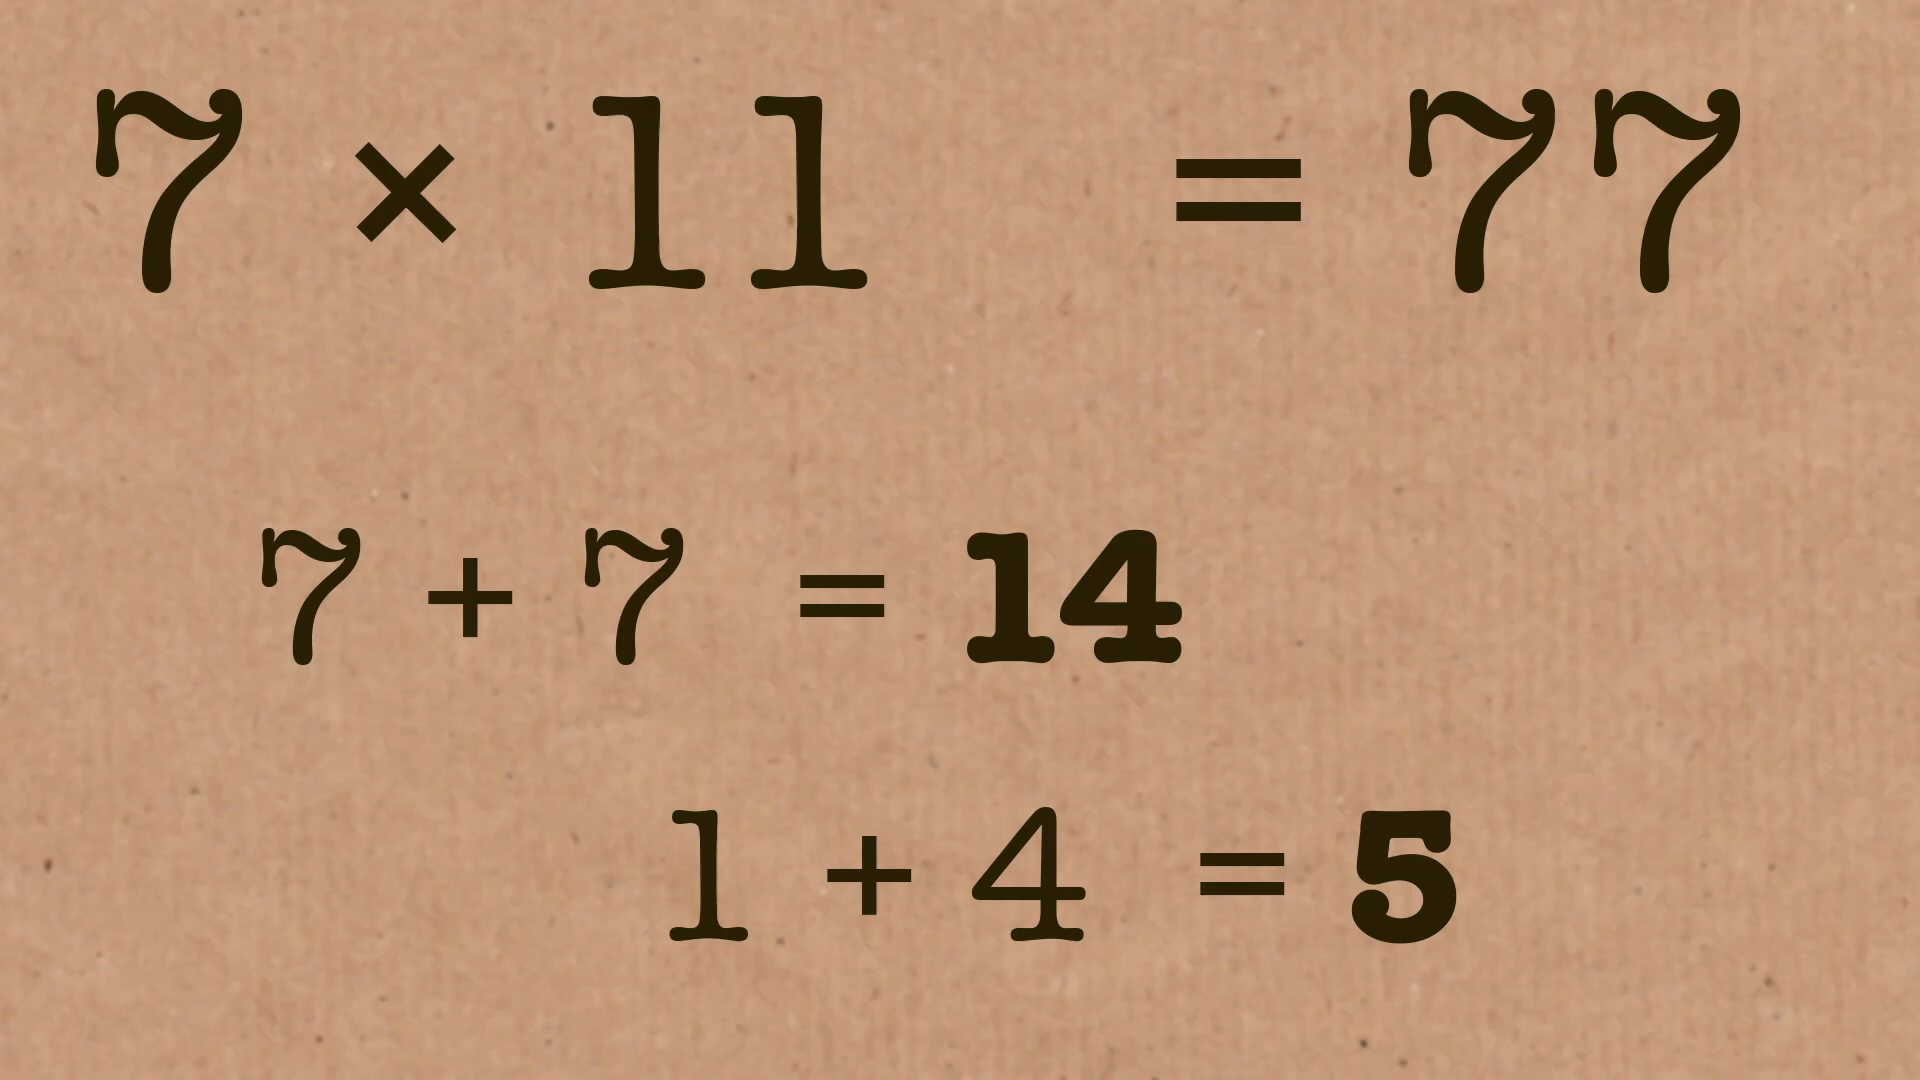 7 × 11 = 77
7 + 7 = 14
1 + 4 = 5